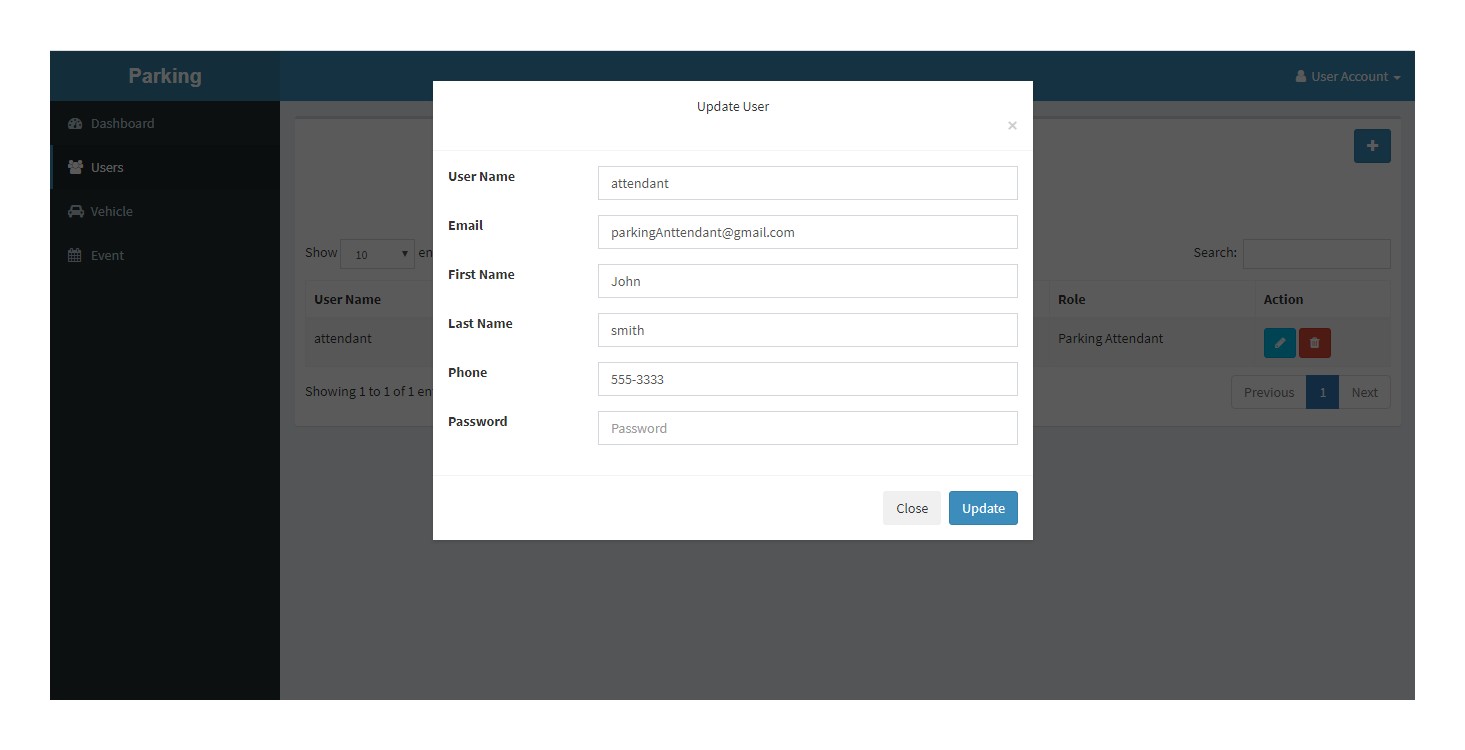 Parking
User Account
Dashboard
Users
Vehicle
Event
Update User
×
User Name
attendant
Email
parkingAnttendant@gmail.com
First Name
John
Last Name
smith
Phone
555-3333
Password
Password
Close
Update
Show 10 en
Search:
User Name Role Action
attendant Parking Attendant
Showing 1 to 1 of 1 en
Previous 1 Next